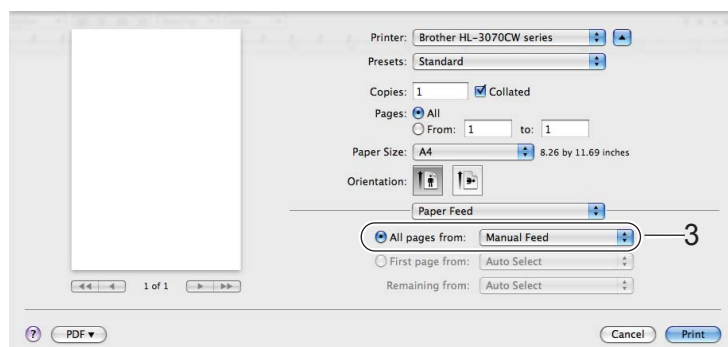 Printer: Brother HL-3070CW series
Presets: Standard
Copies: 1 Collated
Pages: All
From: 1 to: 1
Paper Size: A4 8.26 by 11.69 inches
Orientation:
Paper Feed
All pages from: Manual Feed 3
First page from: Auto Select
Remaining from: Auto Select
1 of 1
? PDF ▼ Cancel Print